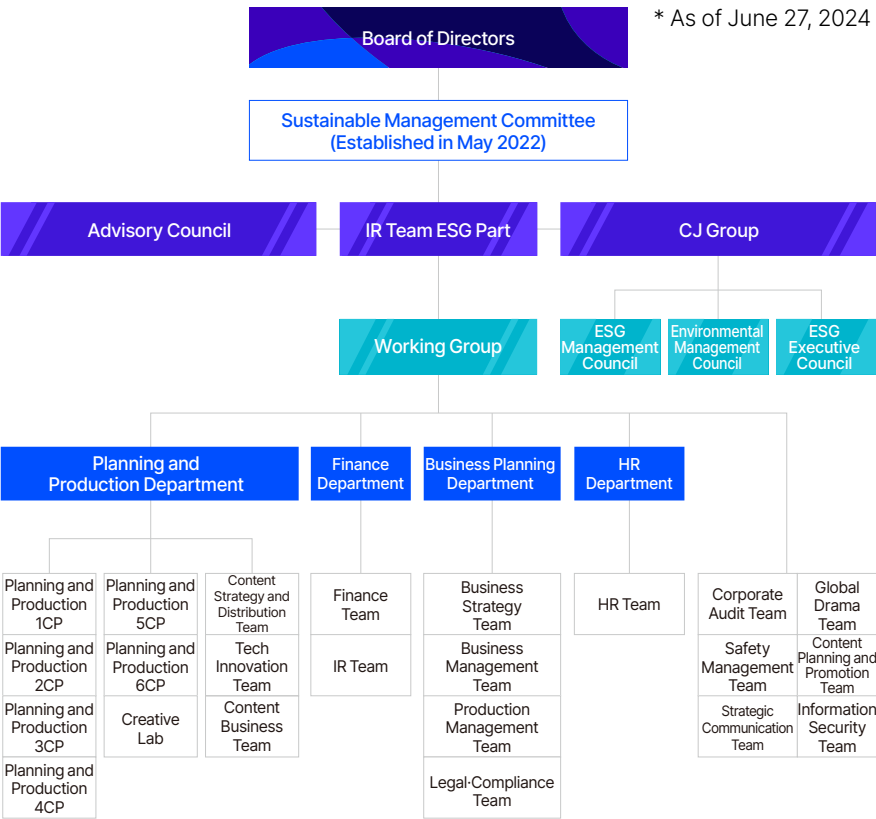 * As of June 27, 2024
Board of Directors
Sustainable Management Committee
(Established in May 2022)
Advisory Council
IR Team ESG Part
CJ Group
Working Group
ESG
Management
Council
Environmental
Management
Council
ESG
Executive
Council
Planning and
Production Department
Finance
Department
Business Planning
Department
HR
Department
Planning and
Production
1CP
Planning and
Production
2CP
Planning and
Production
3CP
Planning and
Production
4CP
Planning and
Production
5CP
Planning and
Production
6CP
Creative
Lab
Content
Strategy and
Distribution
Team
Tech
Innovation
Team
Content
Business
Team
Finance
Team
IR Team
Business
Strategy
Team
Business
Management
Team
Production
Management
Team
Legal·Compliance
Team
HR Team
Corporate
Audit Team
Safety
Management
Team
Strategic
Communication
Team
Global
Drama
Team
Content
Planning and
Promotion
Team
Information
Security
Team